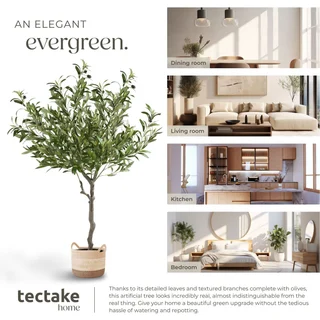 AN ELEGANT
evergreen.
Dining room
Living room
Kitchen
Bedroom
tectake
home
Thanks to its detailed leaves and textured branches complete with olives,
this artificial tree looks incredibly real, almost indistinguishable from the
real thing. Give your home a beautiful green upgrade without the tedious
hassle of watering and repotting.